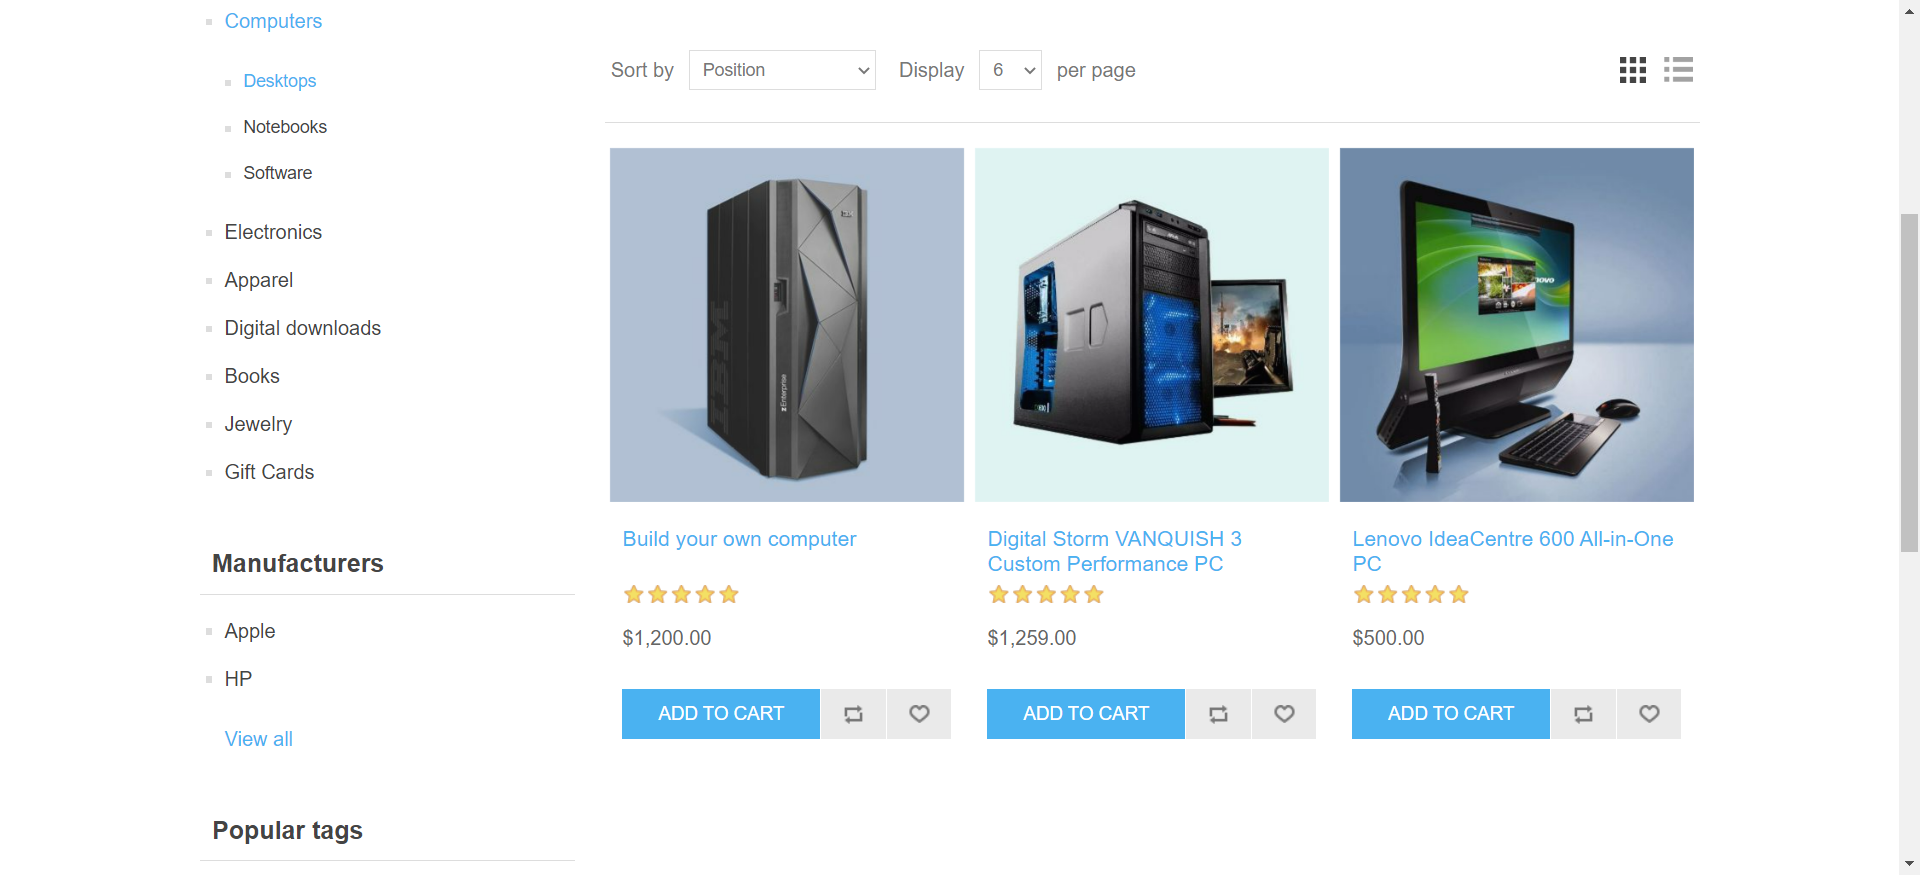 Computers
Desktops
Notebooks
Software
Electronics
Apparel
Digital downloads
Books
Jewelry
Gift Cards
Manufacturers
Apple
HP
View all
Popular tags
Sort by Position Display 6 per page
IBM
IBM
zEnterprise
Build your own computer
$1,200.00
ADD TO CART
Digital Storm VANQUISH 3
Custom Performance PC
$1,259.00
ADD TO CART
Lenovo IdeaCentre 600 All-in-One
PC
$500.00
ADD TO CART